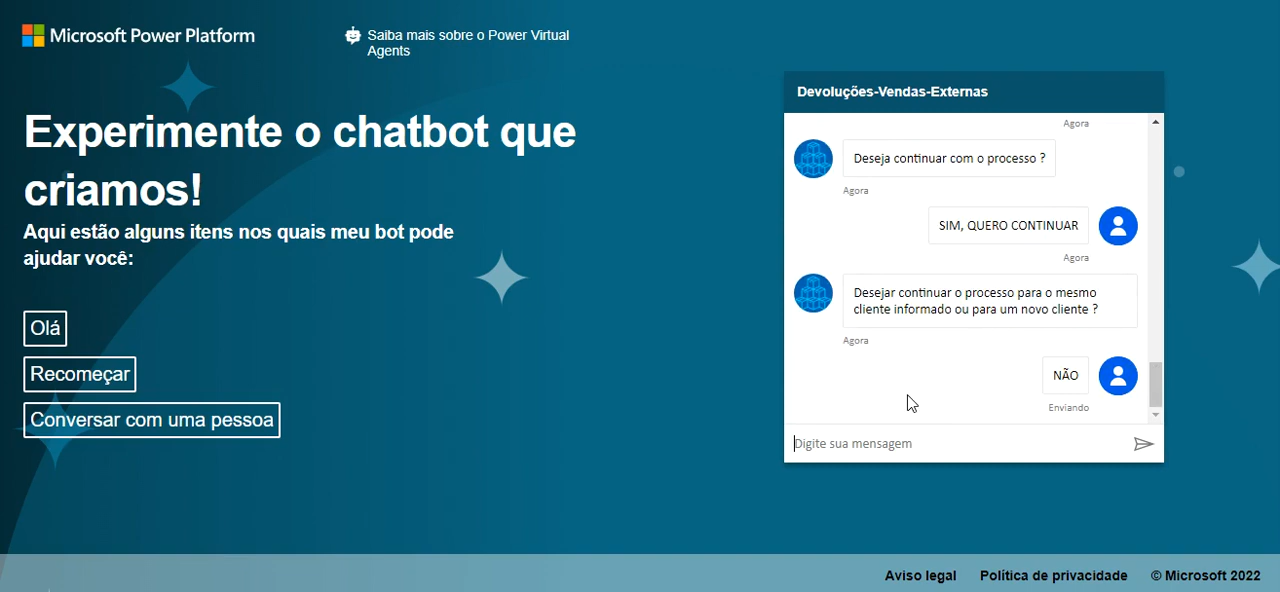 Microsoft Power Platform
Saiba mais sobre o Power Virtual
Agents
Experimente o chatbot que
criamos!
Aqui estão alguns itens nos quais meu bot pode
ajudar você:
Olá
Recomeçar
Conversar com uma pessoa
Devoluções-Vendas-Externas
Agora
Deseja continuar com o processo ?
Agora
SIM, QUERO CONTINUAR
Agora
Desejar continuar o processo para o mesmo
cliente informado ou para um novo cliente ?
Agora
NÃO
Enviando
Digite sua mensagem
Aviso legal
Política de privacidade
© Microsoft 2022